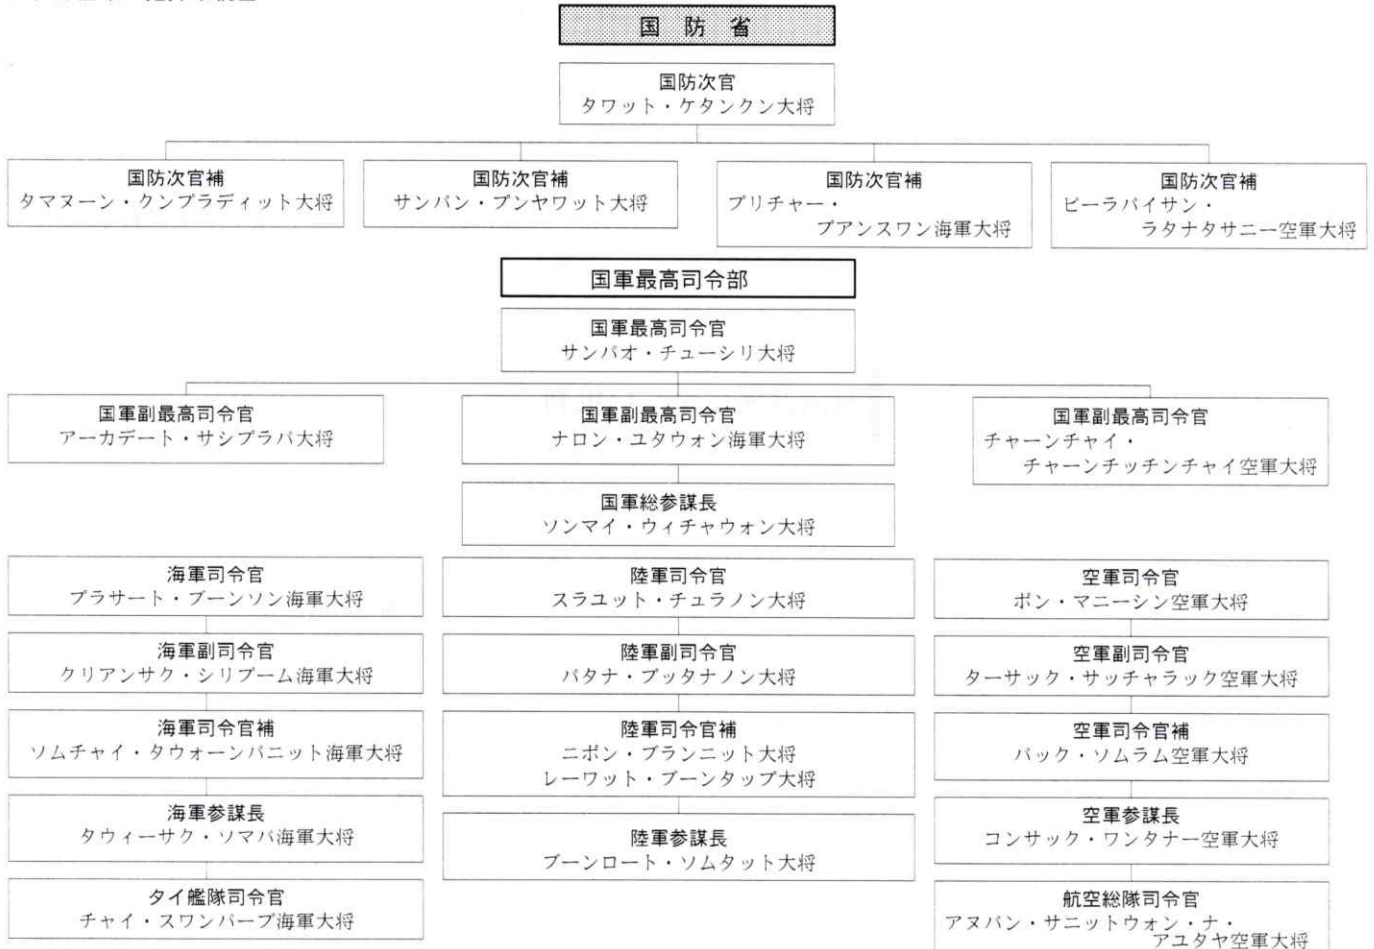 国防省
国防次官
タワット・ケタンクン大将
国防次官補
タマヌーン・クンプラディット大将
国防次官補
サンパン・プンヤワット大将
国防次官補
プリチャー・
プアンスワン海軍大将
国防次官補
ピーラパイサン・
ラタナタサニー空軍大将
国軍最高司令部
国軍最高司令官
サンパオ・チューシリ大将
国軍副最高司令官
アーカデート・サシプラパ大将
国軍副最高司令官
ナロン・ユタウォン海軍大将
国軍副最高司令官
チャーンチャイ・
チャーンチッチンチャイ空軍大将
国軍総参謀長
ソンマイ・ウィチャウォン大将
海軍司令官
プラサート・ブーンソン海軍大将
海軍副司令官
クリアンサク・シリプーム海軍大将
海軍司令官補
ソムチャイ・タウォーンパニット海軍大将
海軍参謀長
タウィーサク・ソマパ海軍大将
タイ艦隊司令官
チャイ・スワンパープ海軍大将
陸軍司令官
スラユット・チュラノン大将
陸軍副司令官
パタナ・プッタナノン大将
陸軍司令官補
ニポン・プランニット大将
レーワット・ブーンタップ大将
陸軍参謀長
ブーンロート・ソムタット大将
空軍司令官
ポン・マニーシン空軍大将
空軍副司令官
ターサック・サッチャラック空軍大将
空軍司令官補
パック・ソムラム空軍大将
空軍参謀長
コンサック・ワンタナー空軍大将
航空総隊司令官
アヌパン・サニットウォン・ナ・
アユタヤ空軍大将